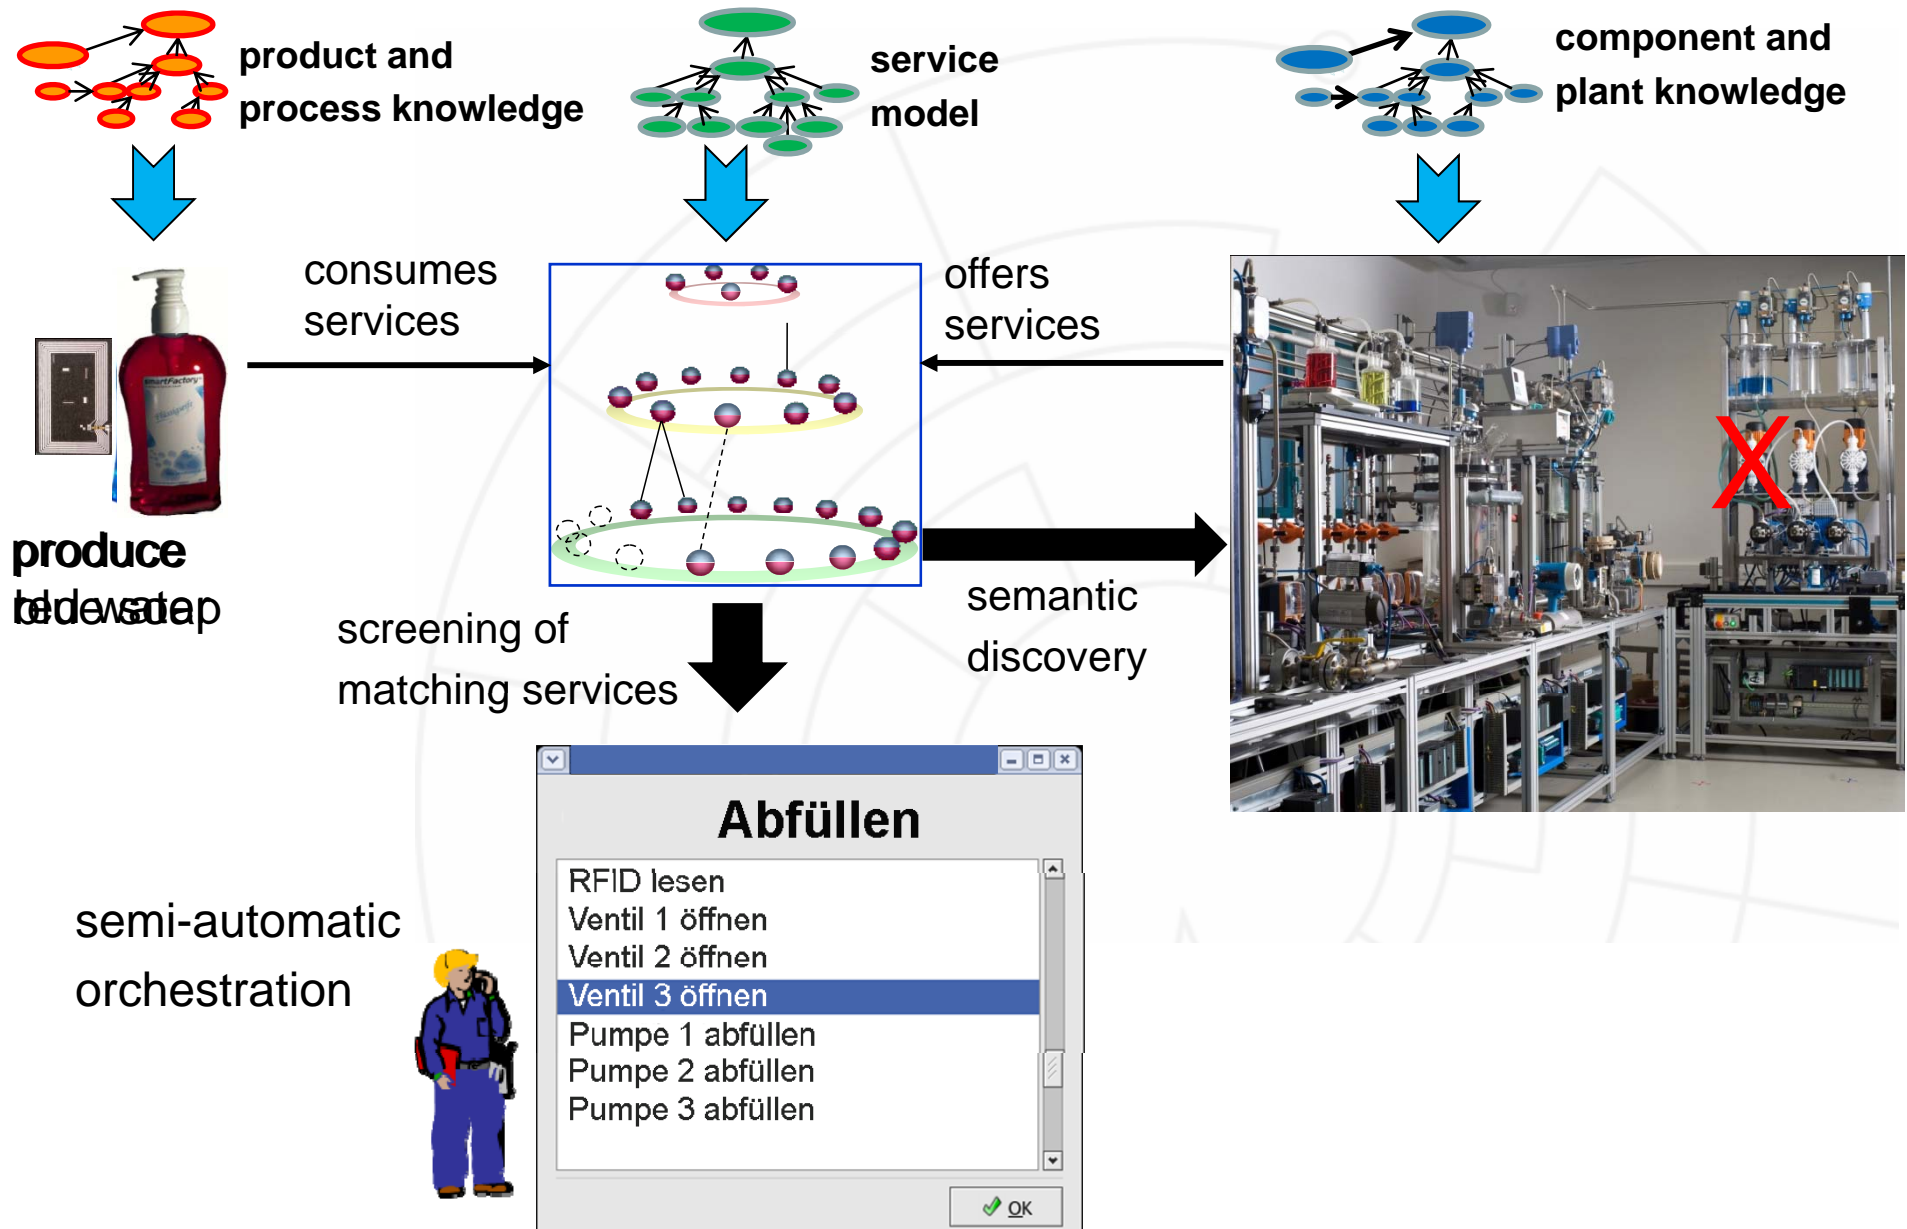 product and
process knowledge
service
model
component and
plant knowledge
consumes
services
offers
services
smartFactory
X
produce
semantic
discovery
screening of
matching services
Abfüllen
RFID lesen
Ventil 1 öffnen
Ventil 2 öffnen
Ventil 3 öffnen
Pumpe 1 abfüllen
Pumpe 2 abfüllen
Pumpe 3 abfüllen
OK
semi-automatic
orchestration